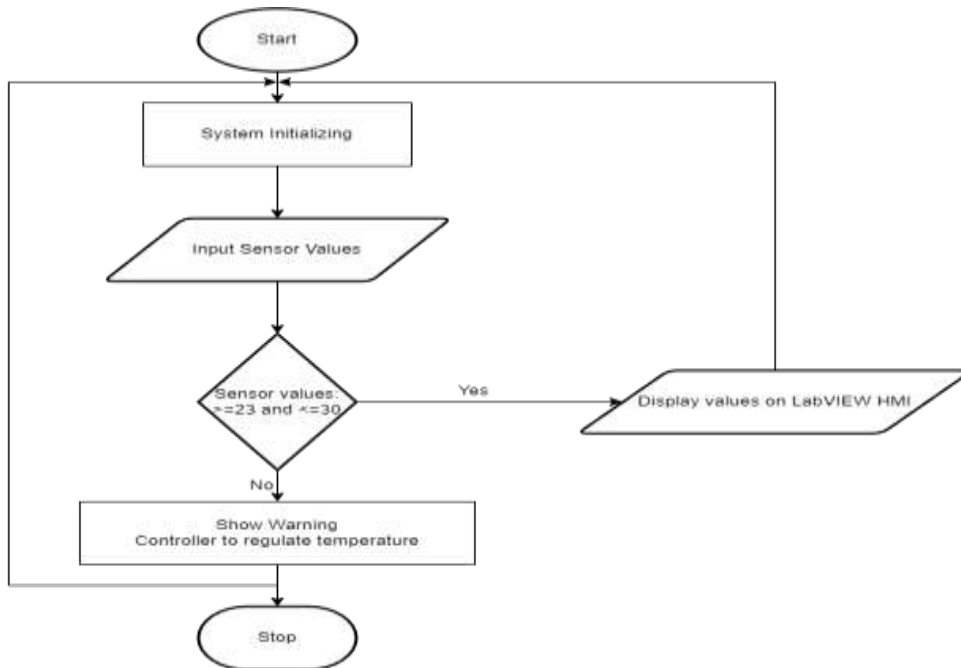 Start
System Initializing
Input Sensor Values
Sensor values:
>=23 and <=30
Yes
Display values on LabVIEW HMI
No
Show Warning
Controller to regulate temperature
Stop